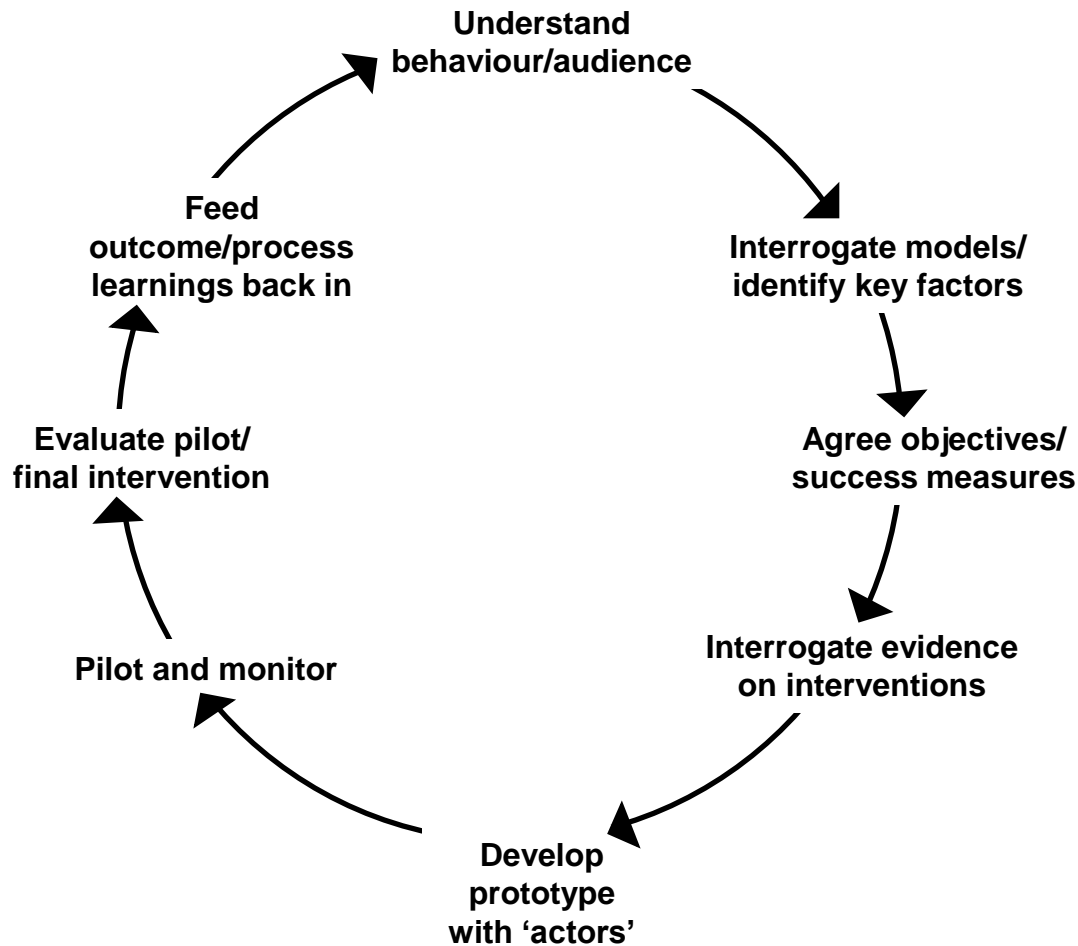 Understand
behaviour/audience
Interrogate models/
identify key factors
Agree objectives/
success measures
Interrogate evidence
on interventions
Develop
prototype
with ‘actors’
Pilot and monitor
Evaluate pilot/
final intervention
Feed
outcome/process
learnings back in